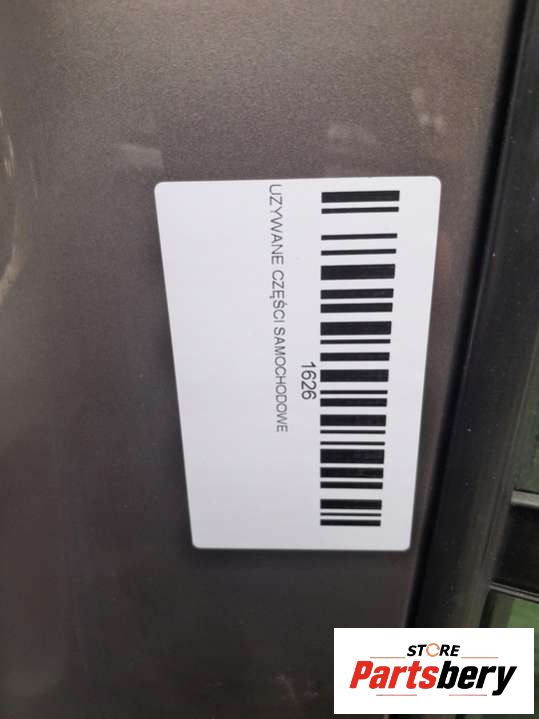 1626
UZYWANE CZĘŚCI SAMOCHODOWE
STORE
Partsbery